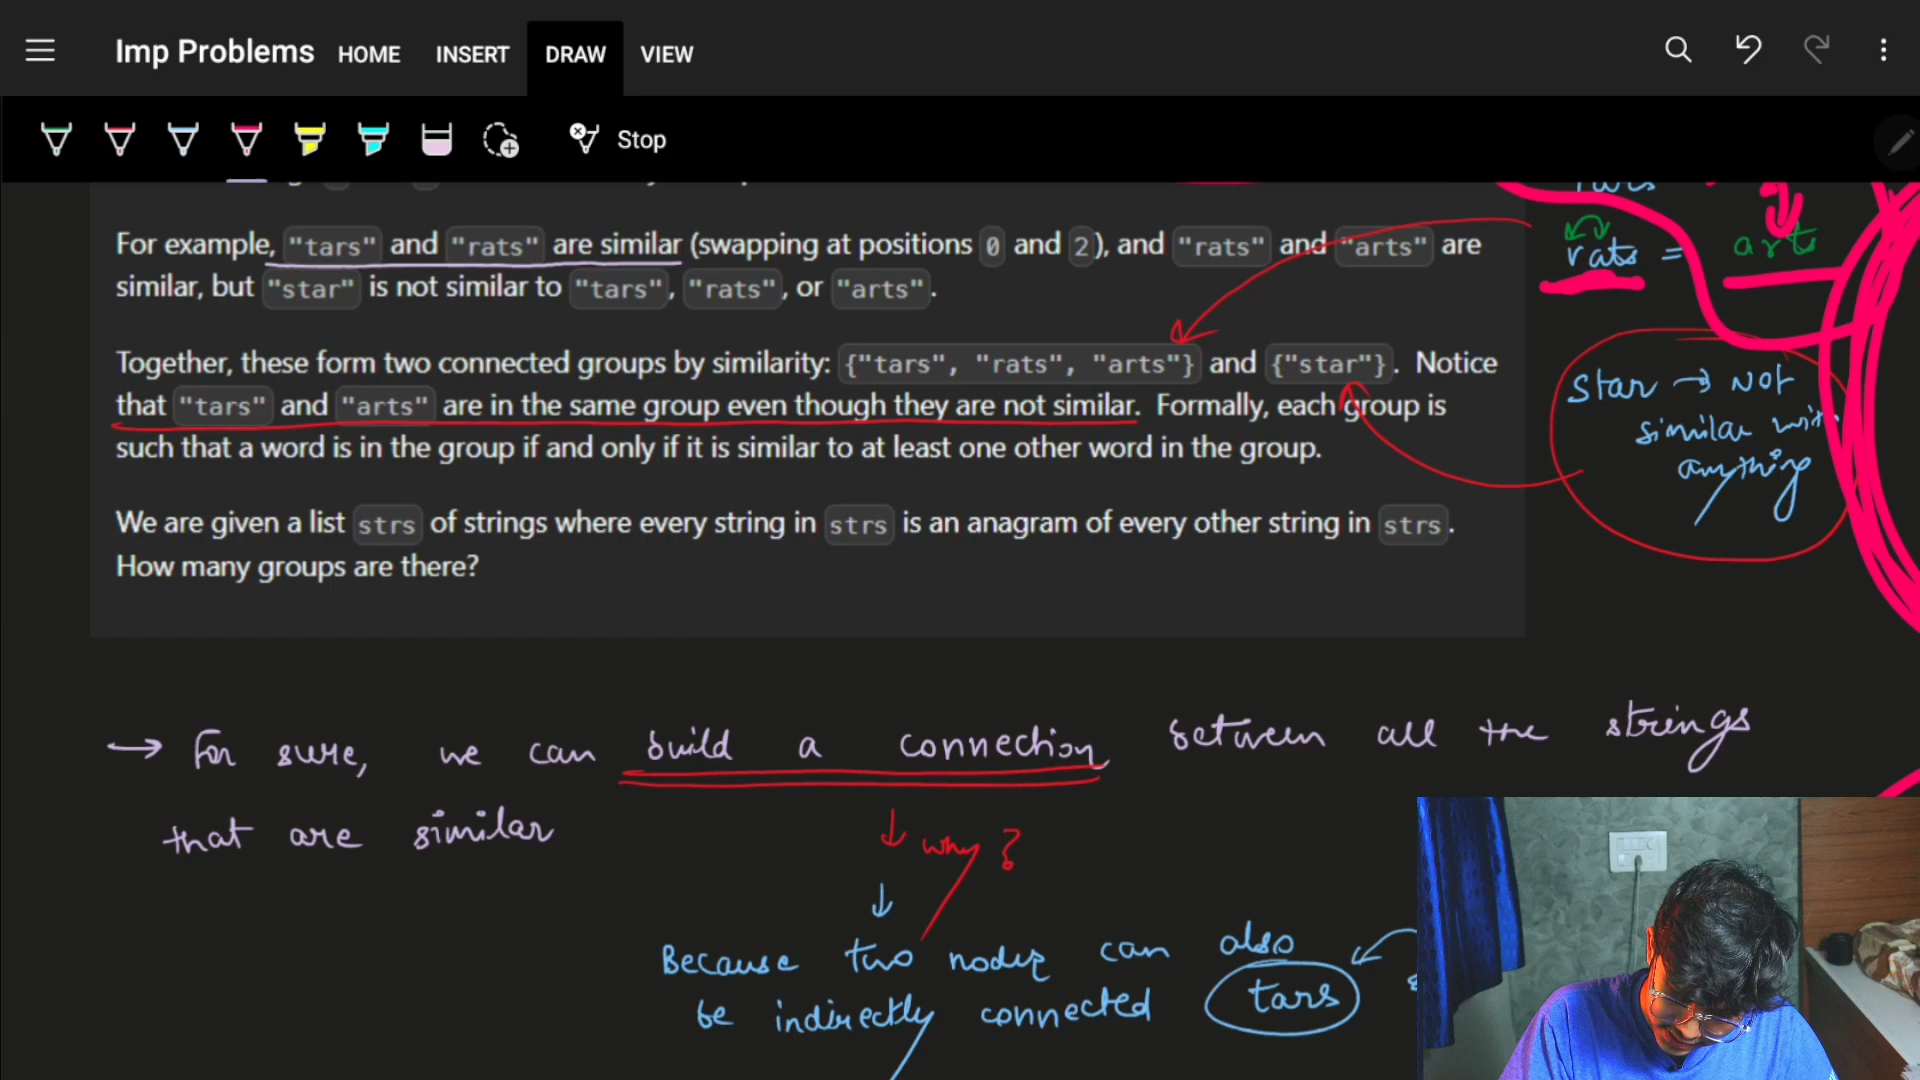 Imp Problems HOME INSERT DRAW VIEW
Stop
For example, "tars" and "rats" are similar (swapping at positions 0 and 2), and "rats" and "arts" are
similar, but "star" is not similar to "tars", "rats", or "arts".
rats = arts
Together, these form two connected groups by similarity: {"tars", "rats", "arts"} and {"star"}. Notice
that "tars" and "arts" are in the same group even though they are not similar. Formally, each group is
such that a word is in the group if and only if it is similar to at least one other word in the group.
star → NOT
similar with
anything
We are given a list strs of strings where every string in strs is an anagram of every other string in strs.
How many groups are there?
→ For sure, we can build a connection between all the strings
that are similar
↓ why ?
↓
Because two nodes can also
be indirectly connected tars